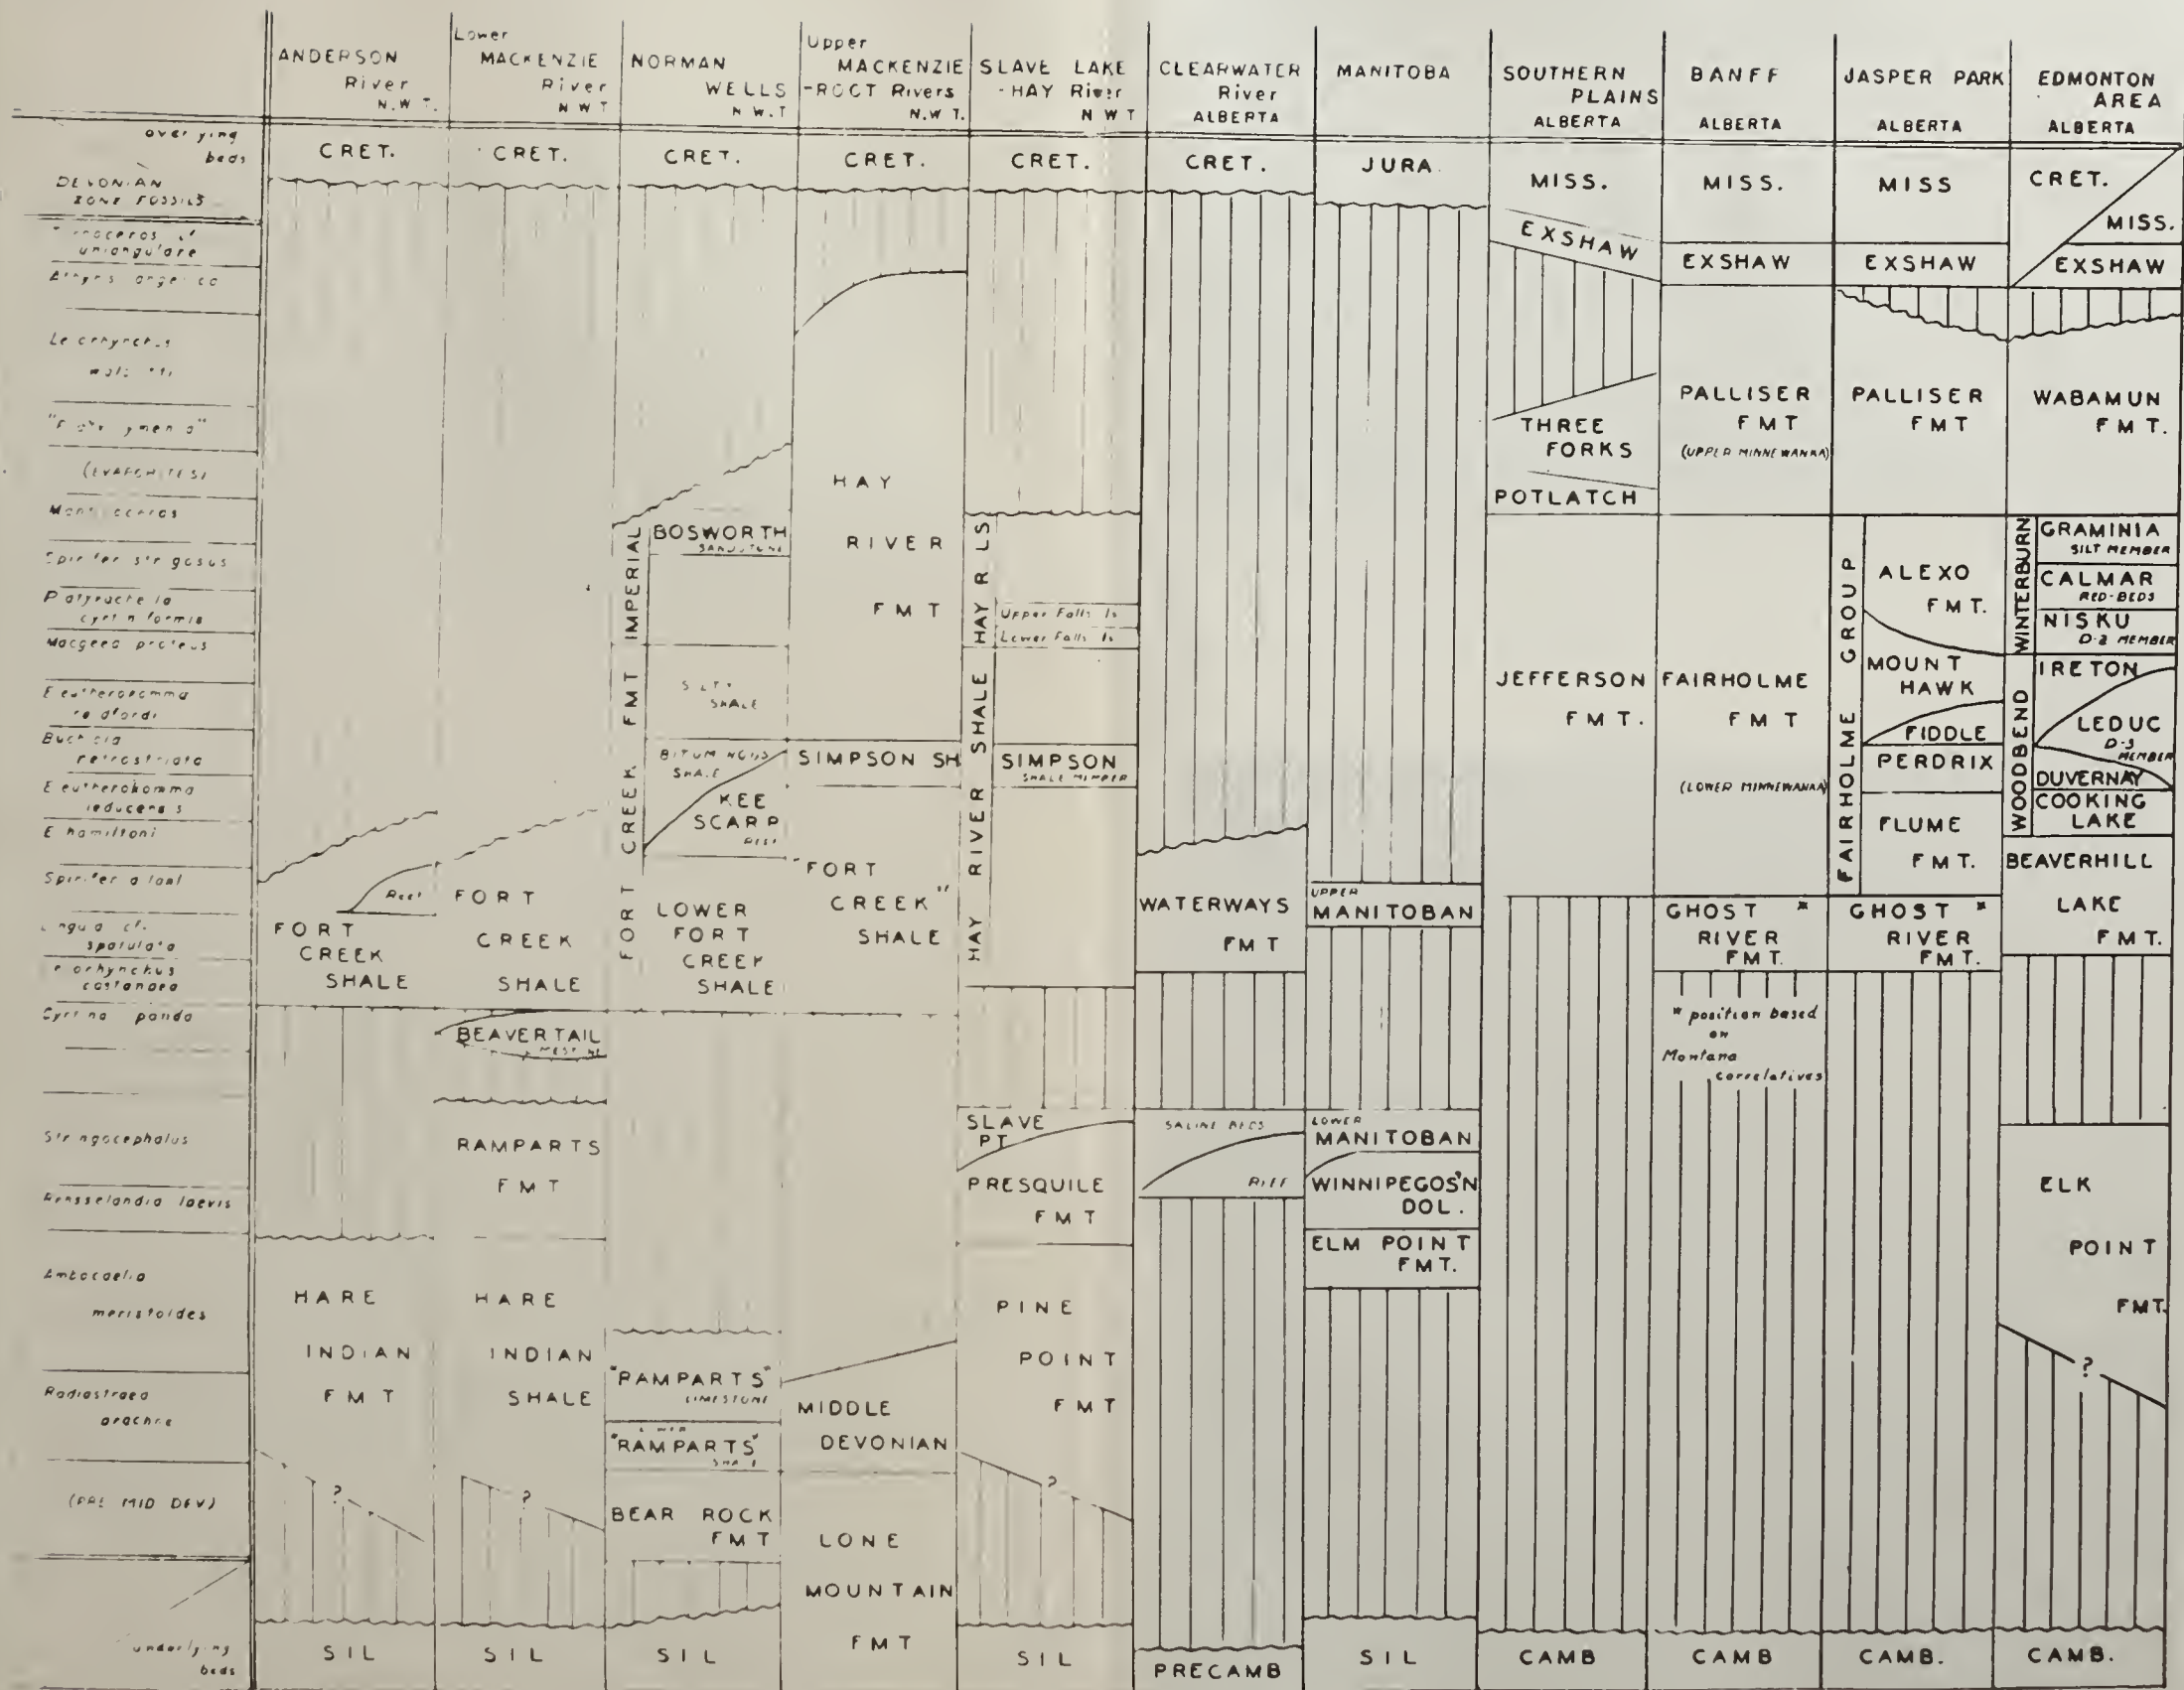 ANDERSON
River
N.W.T.
Lower
MACKENZIE
River
N W T
NORMAN
WELLS
N W.T
Upper
MACKENZIE
-ROOT Rivers
N.W T.
SLAVE LAKE
-HAY River
N W T
CLEARWATER
River
ALBERTA
MANITOBA
SOUTHERN
PLAINS
ALBERTA
BANFF
ALBERTA
JASPER PARK
ALBERTA
EDMONTON
AREA
ALBERTA
beds
CRET.
CRET.
CRET.
CRET.
CRET.
CRET.
JURA.
MISS.
MISS.
MISS
CRET.
MISS.
ZONE FOSSILS
uniangulare
(EVAPORITES)
cyrtiniformis
Macgeea proteus
Eleutherokomma
Buchiola
retrostriata
Eleutherokomma
leducensis
E hamiltoni
Spirifer
Lingula cf.
spatulata
castanea
Cyrtina panda
Stringocephalus
Rensselandia laevis
Ambocoelia
meristoides
Radiastraea
arachne
(PRE MID DEV)
underlying
beds
FORT
CREEK
SHALE
Reef
HARE
INDIAN
FMT
?
SIL
FORT
CREEK
SHALE
BEAVERTAIL
RAMPARTS
FMT
HARE
INDIAN
SHALE
?
SIL
FORT CREEK FMT IMPERIAL
BOSWORTH
SANDSTONE
SILTY
SHALE
BITUMINOUS
SHALE
KEE
SCARP
REEF
LOWER
FORT
CREEK
SHALE
"RAMPARTS"
LIMESTONE
LOWER
"RAMPARTS"
SHALE
BEAR ROCK
FMT
SIL
HAY
RIVER
FMT
SIMPSON SH
"FORT
CREEK"
SHALE
MIDDLE
DEVONIAN
LONE
MOUNTAIN
FMT
HAY RIVER SHALE HAY R LS
Upper Falls ls
Lower Falls ls
SIMPSON
SHALE MEMBER
SLAVE
PT
PRESQUILE
FMT
PINE
POINT
FMT
?
SIL
WATERWAYS
FMT
SALINE BEDS
REEF
PRECAMB
UPPER
MANITOBAN
LOWER
MANITOBAN
WINNIPEGOS'N
DOL.
ELM POINT
FMT.
SIL
EXSHAW
THREE
FORKS
POTLATCH
JEFFERSON
FMT.
CAMB
EXSHAW
PALLISER
FMT
(UPPER MINNEWANKA)
FAIRHOLME
FMT
(LOWER MINNEWANKA)
GHOST *
RIVER
FMT.
* position based
on
Montana
correlatives
CAMB
EXSHAW
PALLISER
FMT
FAIRHOLME GROUP
ALEXO
FMT.
MOUNT
HAWK
FIDDLE
PERDRIX
FLUME
FMT.
GHOST *
RIVER
FMT.
CAMB.
EXSHAW
WABAMUN
FMT.
WINTERBURN
GRAMINIA
SILT MEMBER
CALMAR
RED-BEDS
NISKU
D-2 MEMBER
WOODBEND
IRETON
LEDUC
D-3
MEMBER
DUVERNAY
COOKING
LAKE
BEAVERHILL
LAKE
FMT.
ELK
POINT
FMT.
?
CAMB.